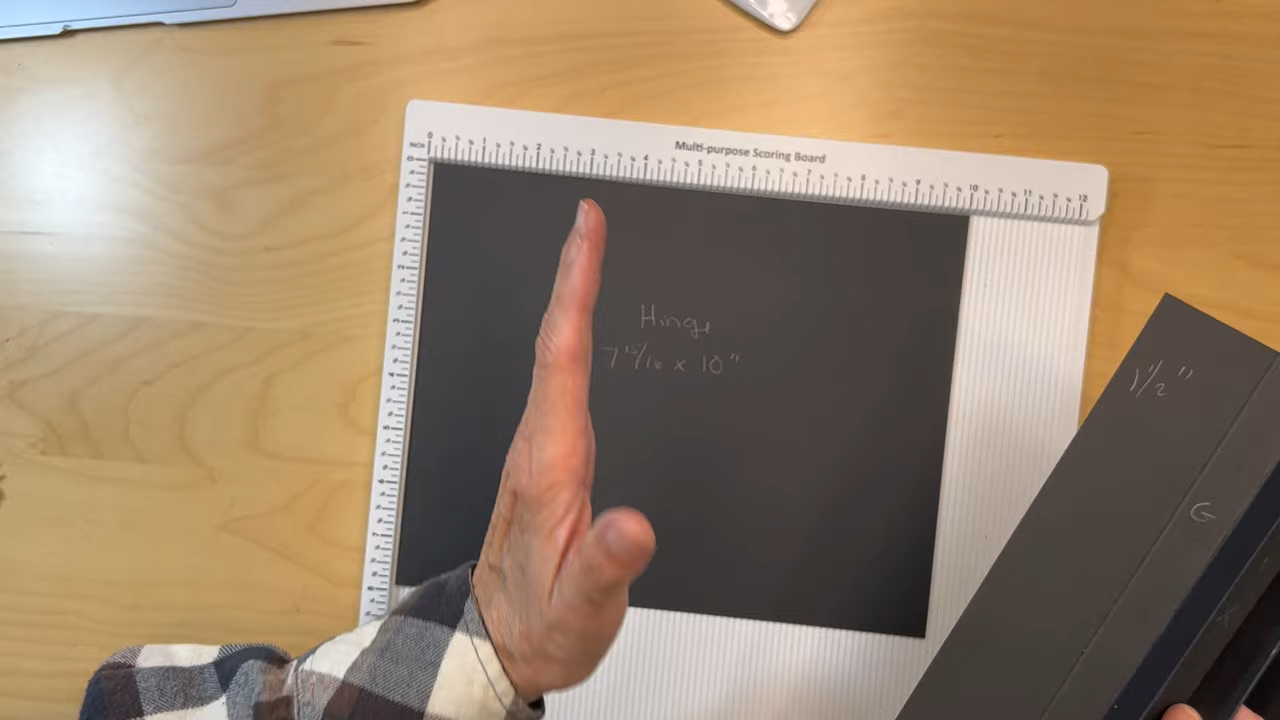 Multi-purpose Scoring Board
INCH 0 1 2 3 4 5 6 7 8 9 10 11 12
Hinge
7 15/16 x 10"
1 1/2"
G